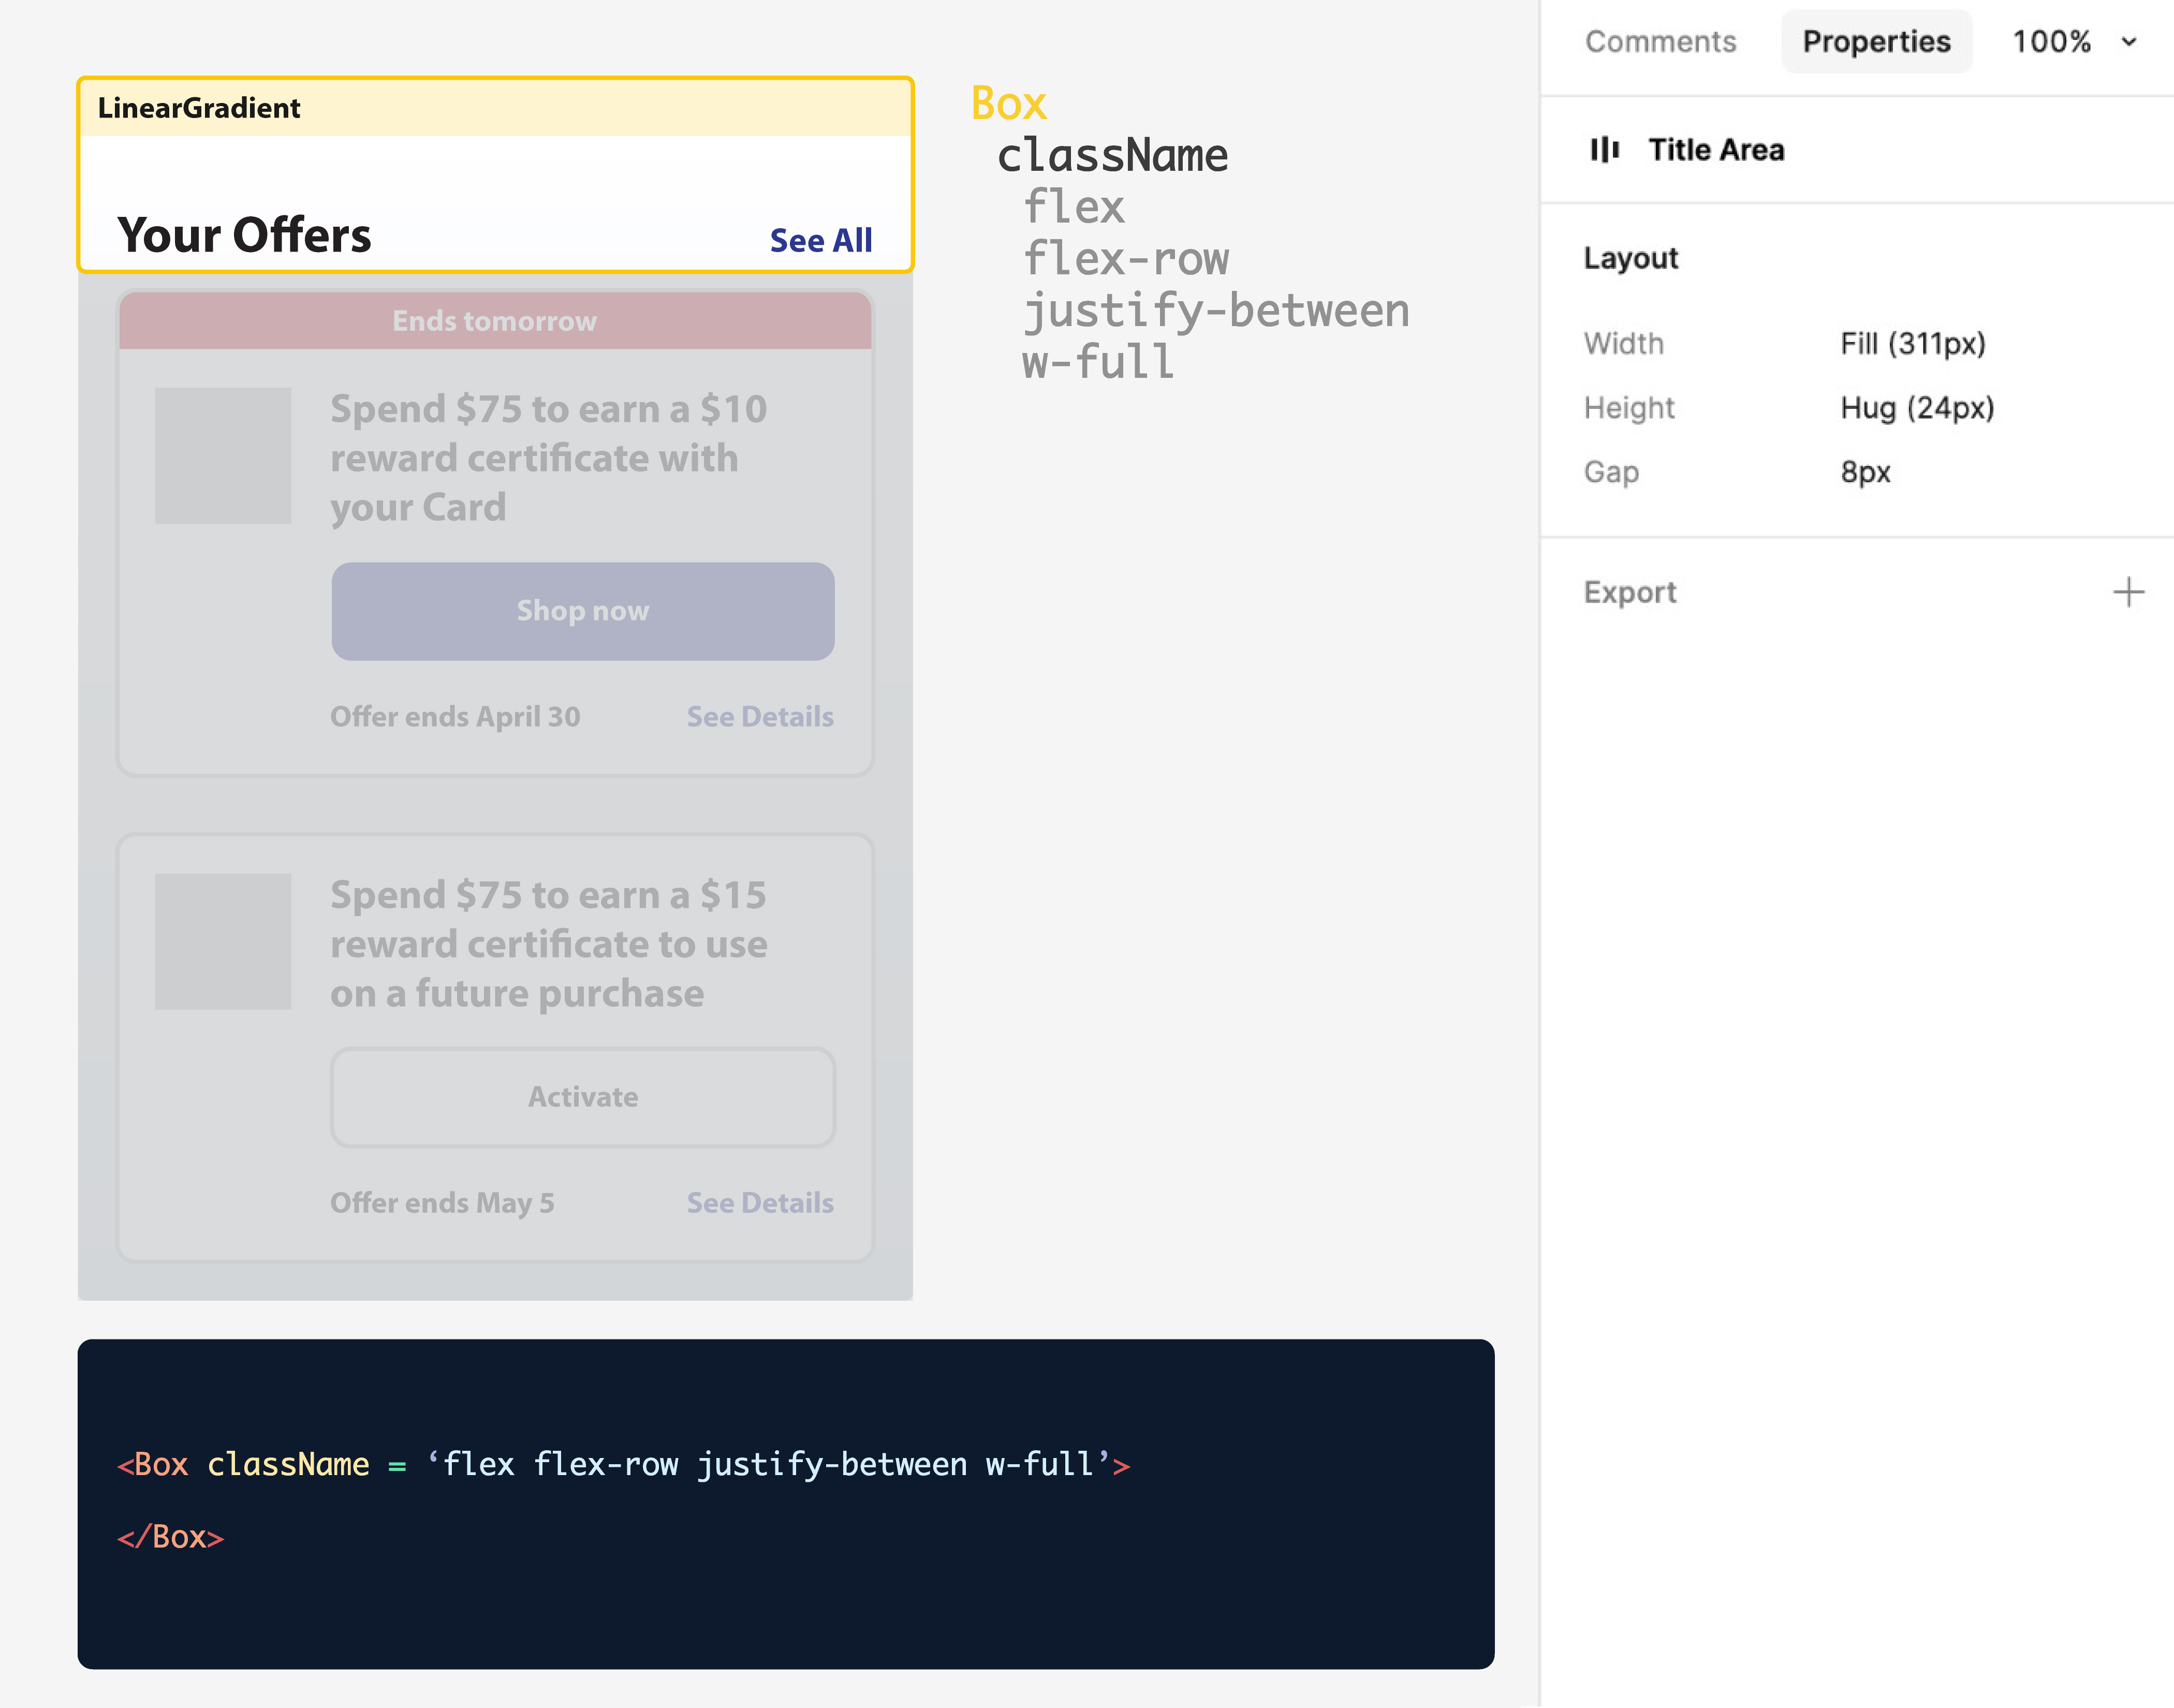 LinearGradient
Your Offers
See All
Ends tomorrow
Spend $75 to earn a $10
reward certificate with
your Card
Shop now
Offer ends April 30
See Details
Spend $75 to earn a $15
reward certificate to use
on a future purchase
Activate
Offer ends May 5
See Details
Box
className
flex
flex-row
justify-between
w-full
<Box className = ‘flex flex-row justify-between w-full’>
</Box>
Comments
Properties
100%
Title Area
Layout
Width Fill (311px)
Height Hug (24px)
Gap 8px
Export